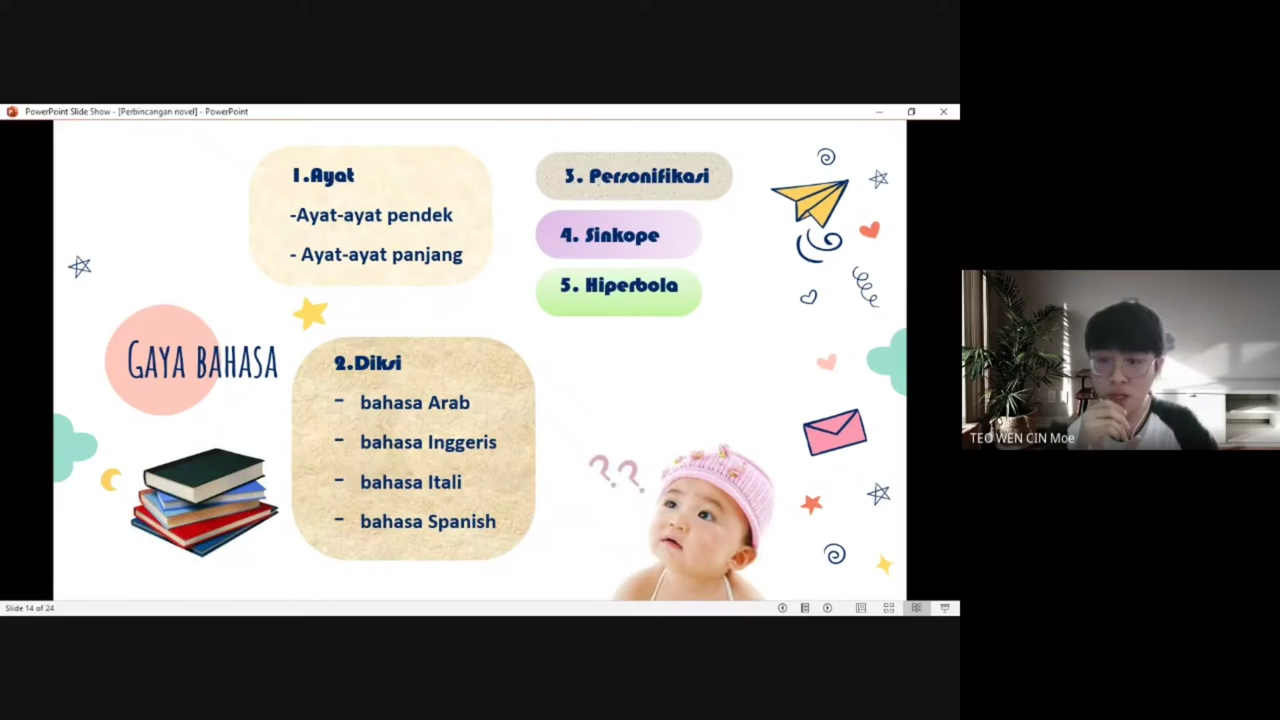 PowerPoint Slide Show - [Perbincangan novel] - PowerPoint
1.Ayat
-Ayat-ayat pendek
- Ayat-ayat panjang
3. Personifikasi
4. Sinkope
5. Hiperbola
GAYA BAHASA
2.Diksi
- bahasa Arab
- bahasa Inggeris
- bahasa Itali
- bahasa Spanish
??
TEO WEN CIN Moe
Slide 14 of 24